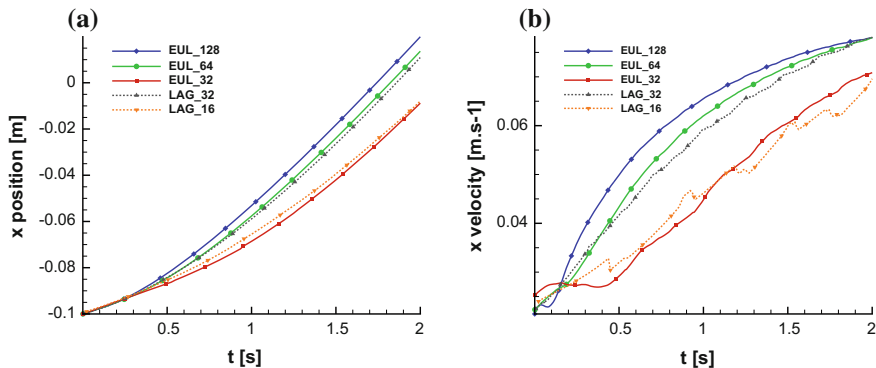 (a)
EUL_128
EUL_64
EUL_32
LAG_32
LAG_16
0
-0.02
-0.04
-0.06
-0.08
-0.1
x position [m]
0.5
1
1.5
2
t [s]
(b)
EUL_128
EUL_64
EUL_32
LAG_32
LAG_16
0.06
0.04
x velocity [m.s-1]
0.5
1
1.5
2
t [s]